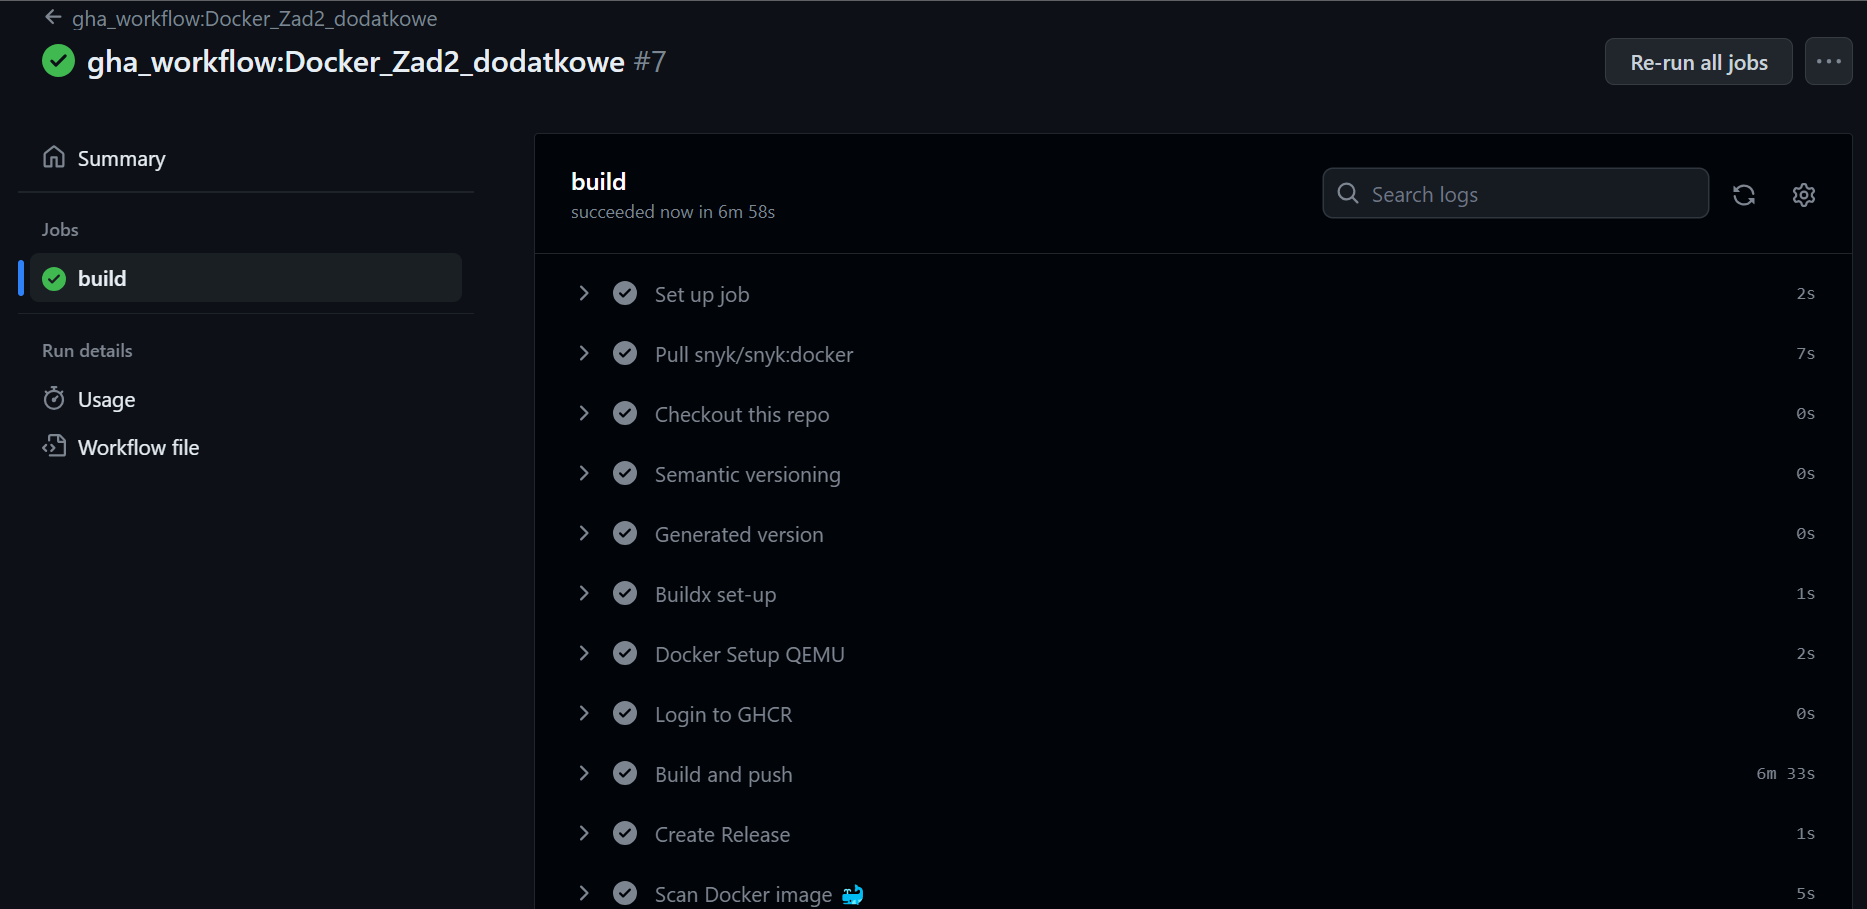 gha_workflow:Docker_Zad2_dodatkowe
gha_workflow:Docker_Zad2_dodatkowe #7
Re-run all jobs
Summary
Jobs
build
Run details
Usage
Workflow file
build
succeeded now in 6m 58s
Search logs
Set up job 2s
Pull snyk/snyk:docker 7s
Checkout this repo 0s
Semantic versioning 0s
Generated version 0s
Buildx set-up 1s
Docker Setup QEMU 2s
Login to GHCR 0s
Build and push 6m 33s
Create Release 1s
Scan Docker image 🐳 5s